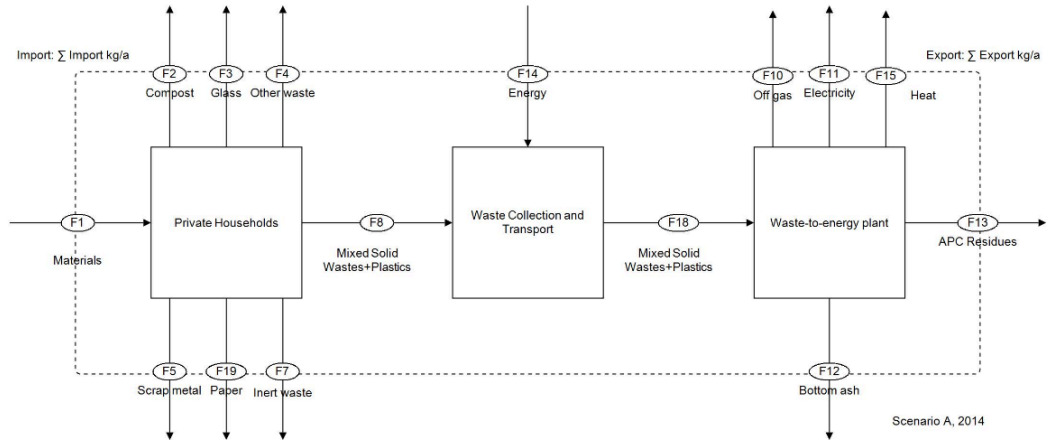 Import: ∑ Import kg/a
Export: ∑ Export kg/a
F2
F3
F4
F14
F10
F11
F15
Compost
Glass
Other waste
Energy
Off gas
Electricity
Heat
Private Households
Waste Collection and
Transport
Waste-to-energy plant
F1
F8
F18
F13
Materials
Mixed Solid
Wastes+Plastics
Mixed Solid
Wastes+Plastics
APC Residues
F5
F19
F7
F12
Scrap metal
Paper
Inert waste
Bottom ash
Scenario A, 2014